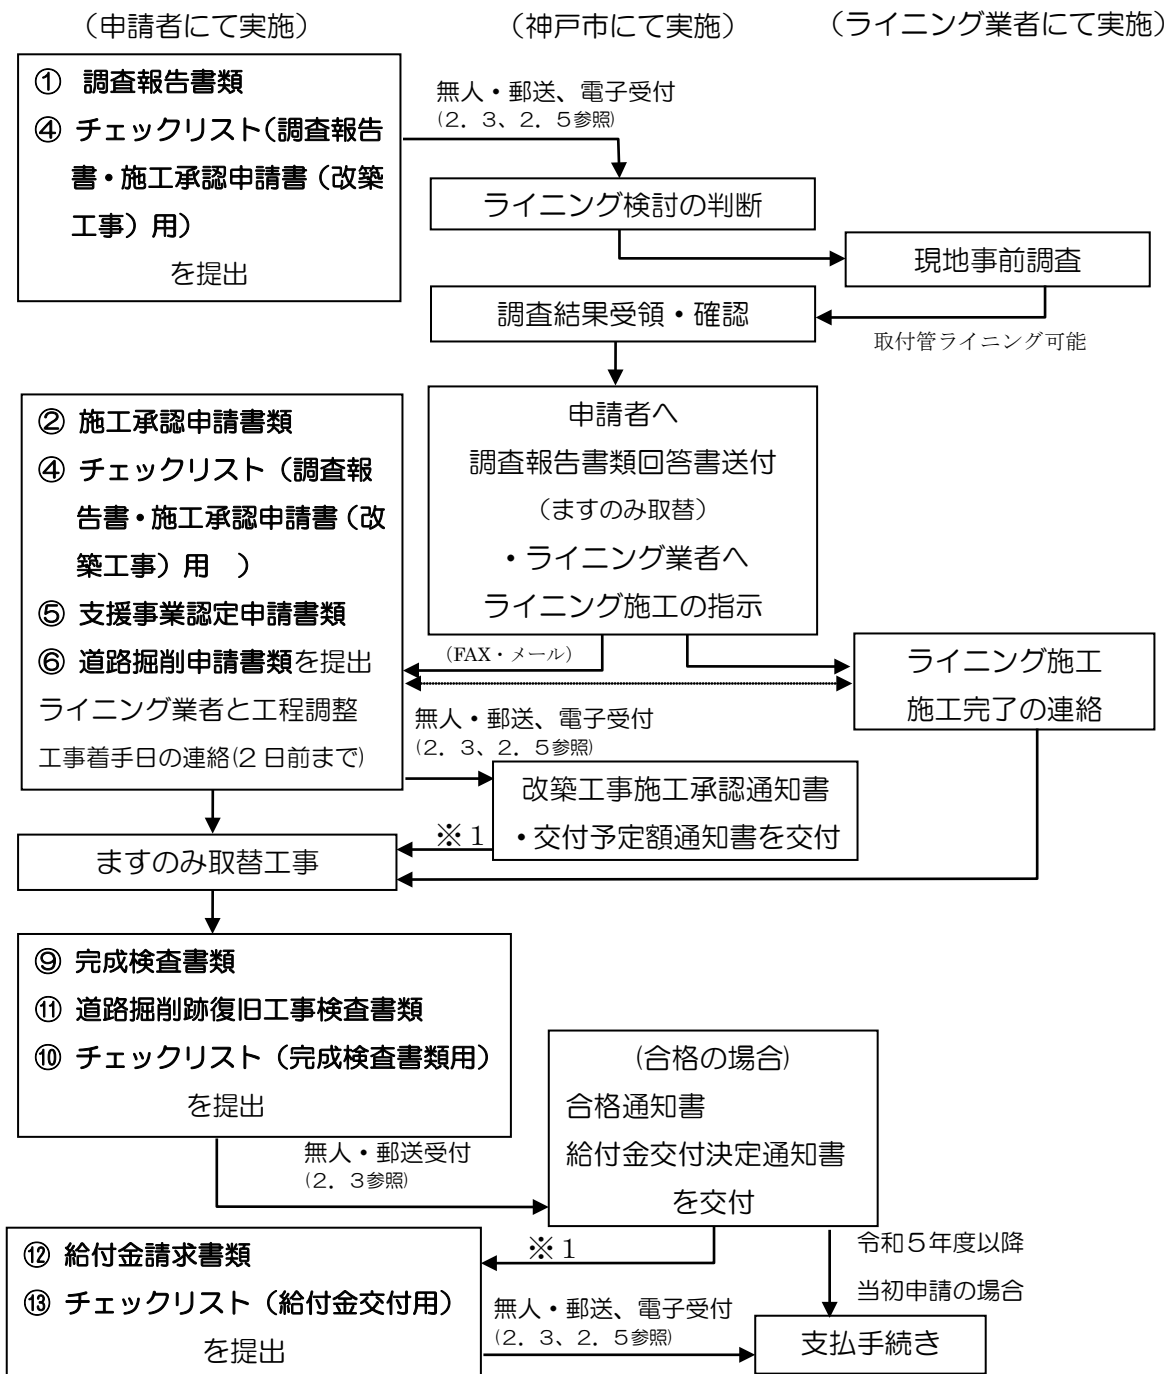 （申請者にて実施）
（神戸市にて実施）
（ライニング業者にて実施）
① 調査報告書類
④ チェックリスト（調査報告
書・施工承認申請書（改築
工事）用）
を提出
無人・郵送、電子受付
(２．３、２．５参照)
ライニング検討の判断
現地事前調査
調査結果受領・確認
取付管ライニング可能
申請者へ
調査報告書類回答書送付
（ますのみ取替）
・ライニング業者へ
ライニング施工の指示
② 施工承認申請書類
④ チェックリスト（調査報
告書・施工承認申請書（改
築工事）用　）
⑤ 支援事業認定申請書類
⑥ 道路掘削申請書類を提出
ライニング業者と工程調整
工事着手日の連絡(2 日前まで)
（FAX・メール）
ライニング施工
施工完了の連絡
無人・郵送、電子受付
(２．３、２．５参照)
改築工事施工承認通知書
・交付予定額通知書を交付
※１
ますのみ取替工事
⑨ 完成検査書類
⑪ 道路掘削跡復旧工事検査書類
⑩ チェックリスト（完成検査書類用）
を提出
無人・郵送受付
(２．３参照)
(合格の場合)
合格通知書
給付金交付決定通知書
を交付
※１
令和５年度以降
当初申請の場合
⑫ 給付金請求書類
⑬ チェックリスト（給付金交付用）
を提出
無人・郵送、電子受付
(２．３、２．５参照)
支払手続き